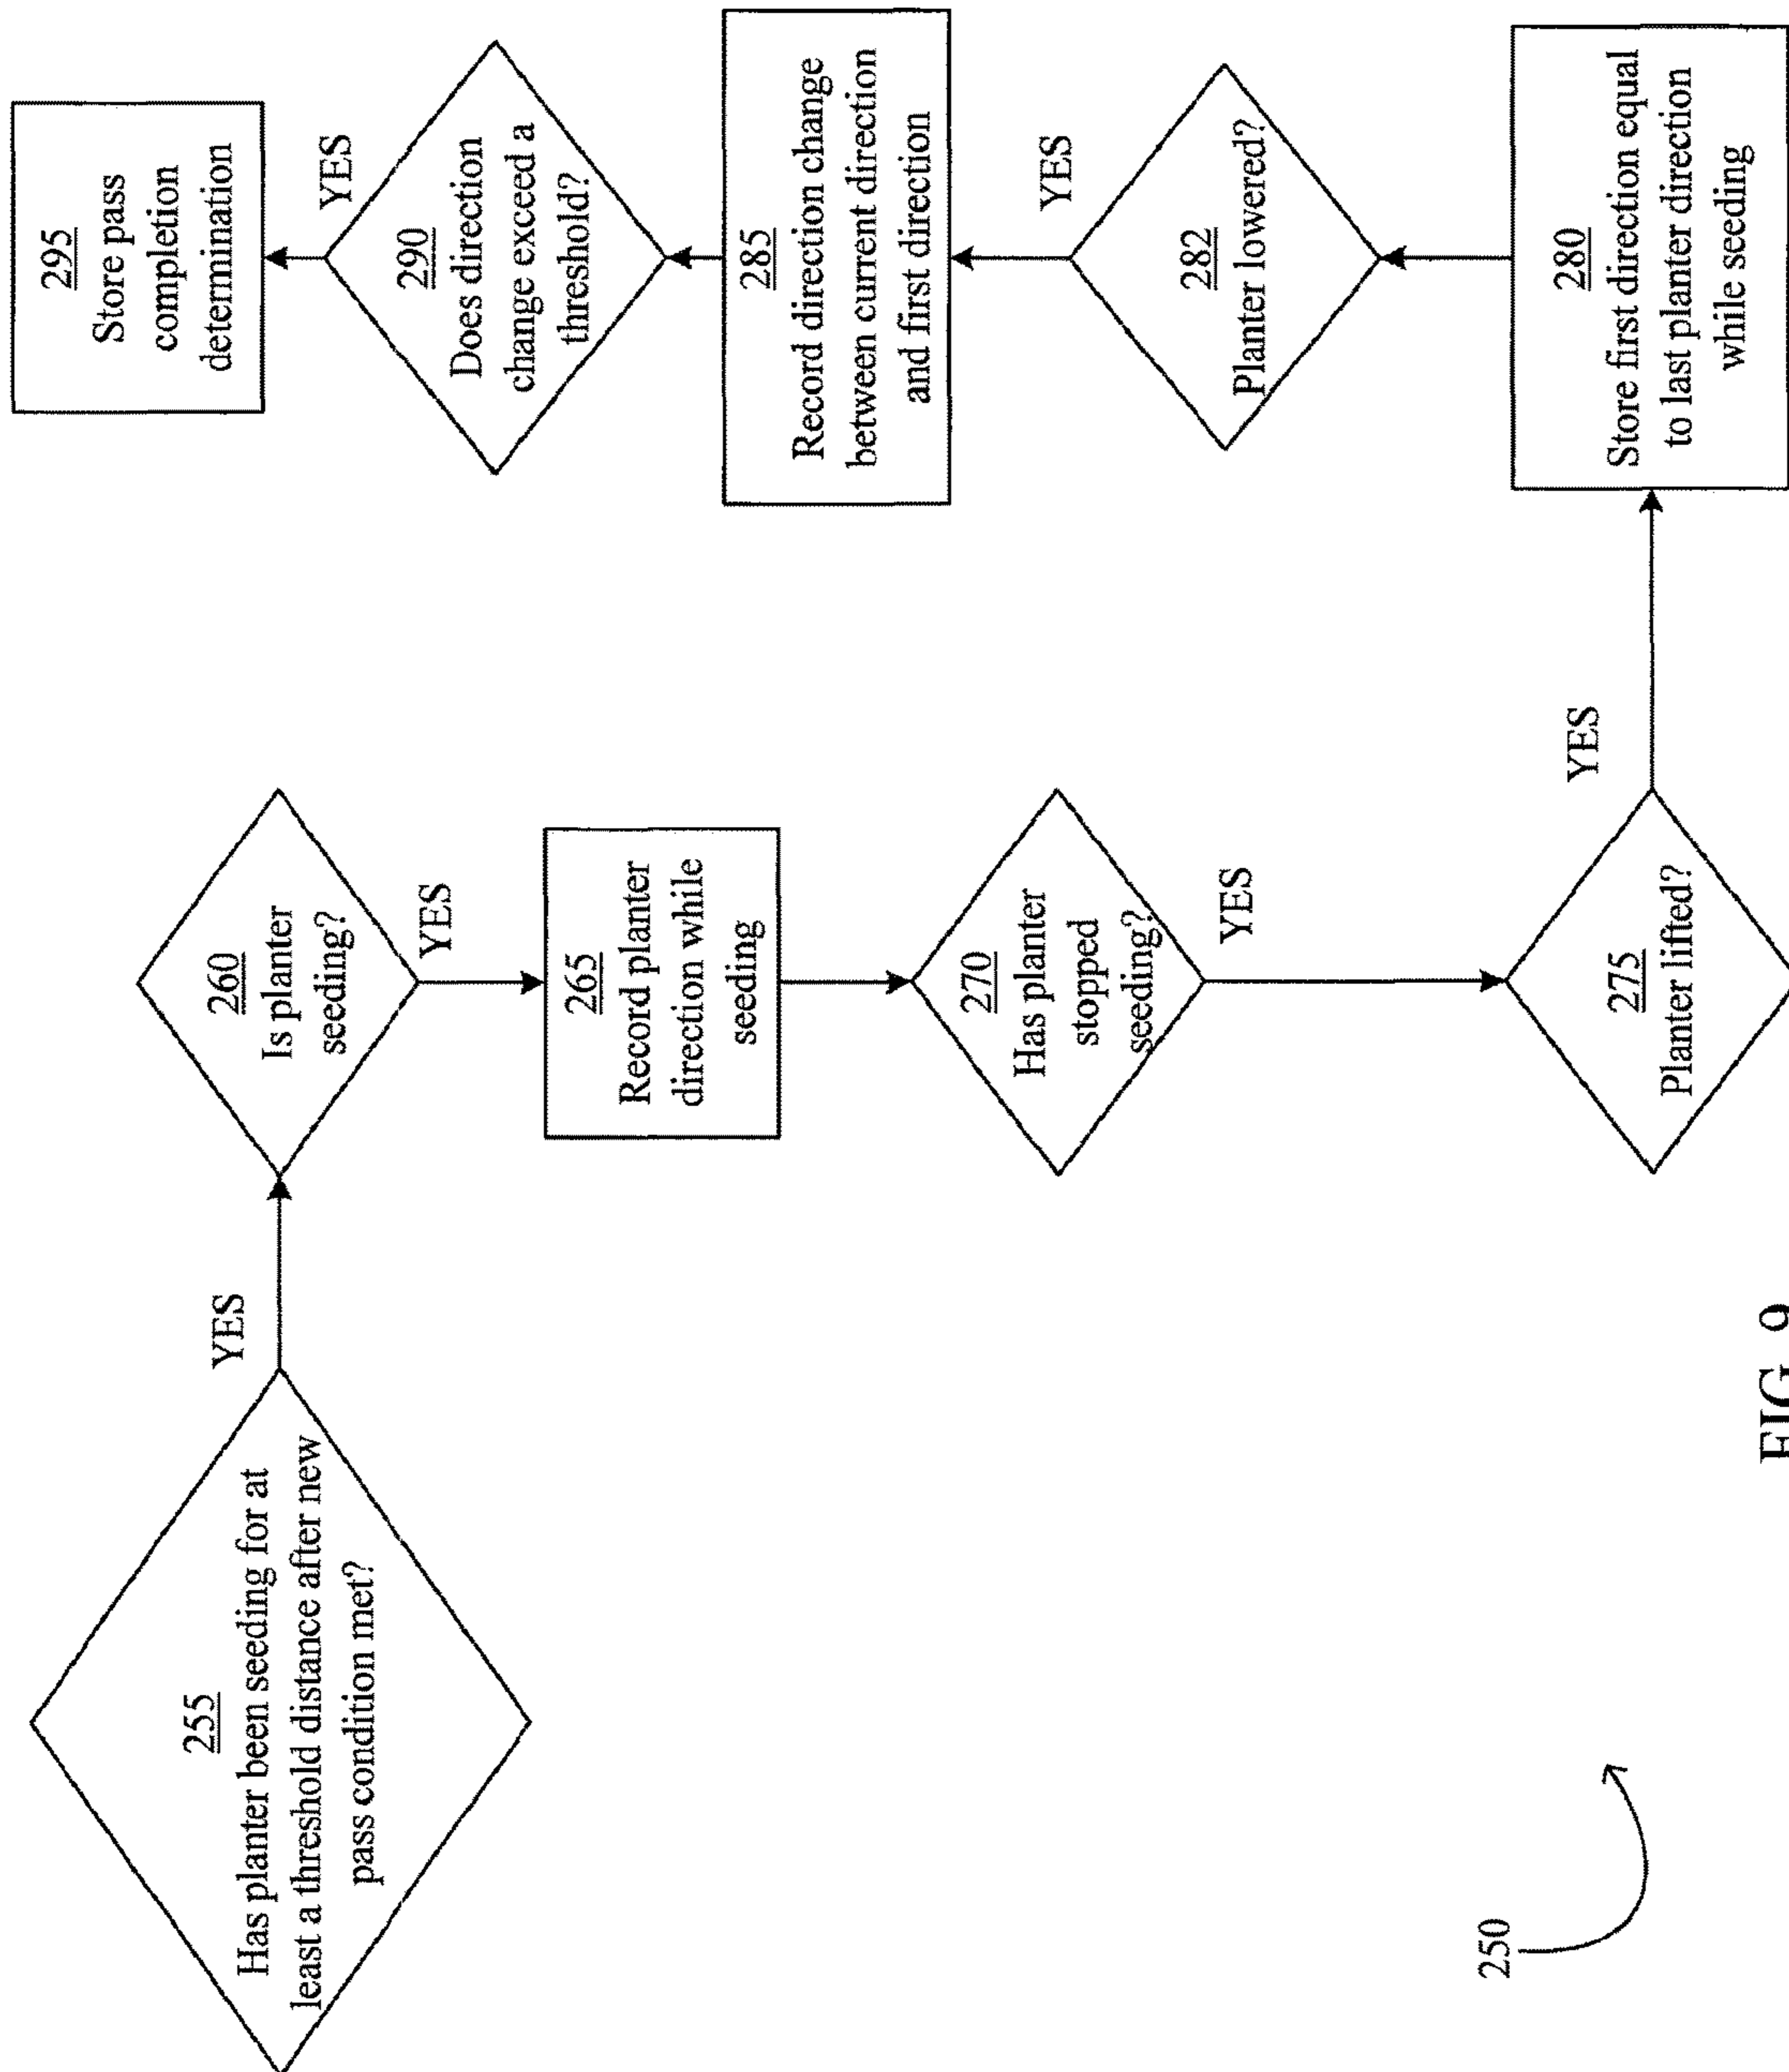 255
Has planter been seeding for at
least a threshold distance after new
pass condition met?
YES
260
Is planter
seeding?
YES
265
Record planter
direction while
seeding
270
Has planter
stopped
seeding?
YES
275
Planter lifted?
YES
280
Store first direction equal
to last planter direction
while seeding
282
Planter lowered?
YES
285
Record direction change
between current direction
and first direction
290
Does direction
change exceed a
threshold?
YES
295
Store pass
completion
determination
250
FIG. 9